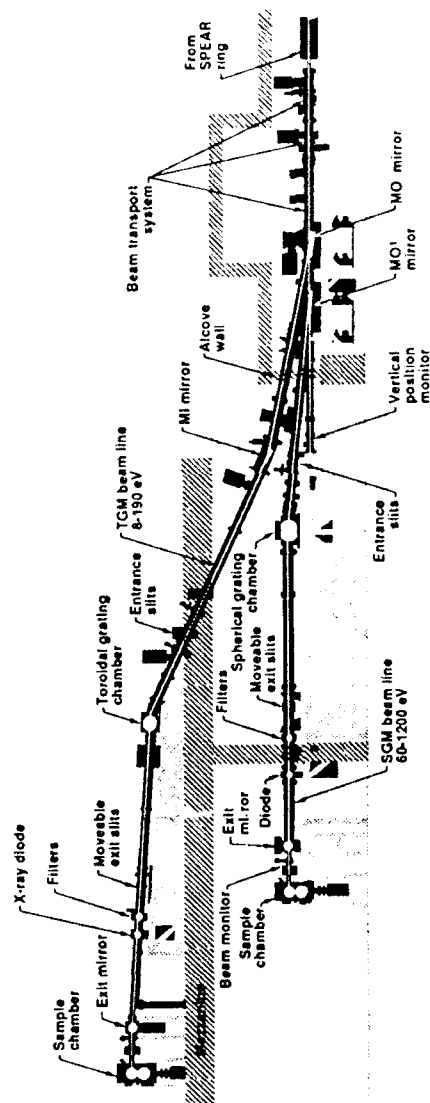 From
SPEAR
ring
Beam transport
system
MO mirror
MO¹
mirror
Alcove
wall
MI mirror
Vertical
position
monitor
TGM beam line
8-190 eV
Entrance
slits
Entrance
slits
Toroidal grating
chamber
Spherical grating
chamber
Moveable
exit slits
Filters
SGM beam line
60-1200 eV
Diode
Exit
ml.ror
Beam monitor
Sample
chamber
Moveable
exit slits
Filters
X-ray diode
Exit mirror
Sample
chamber